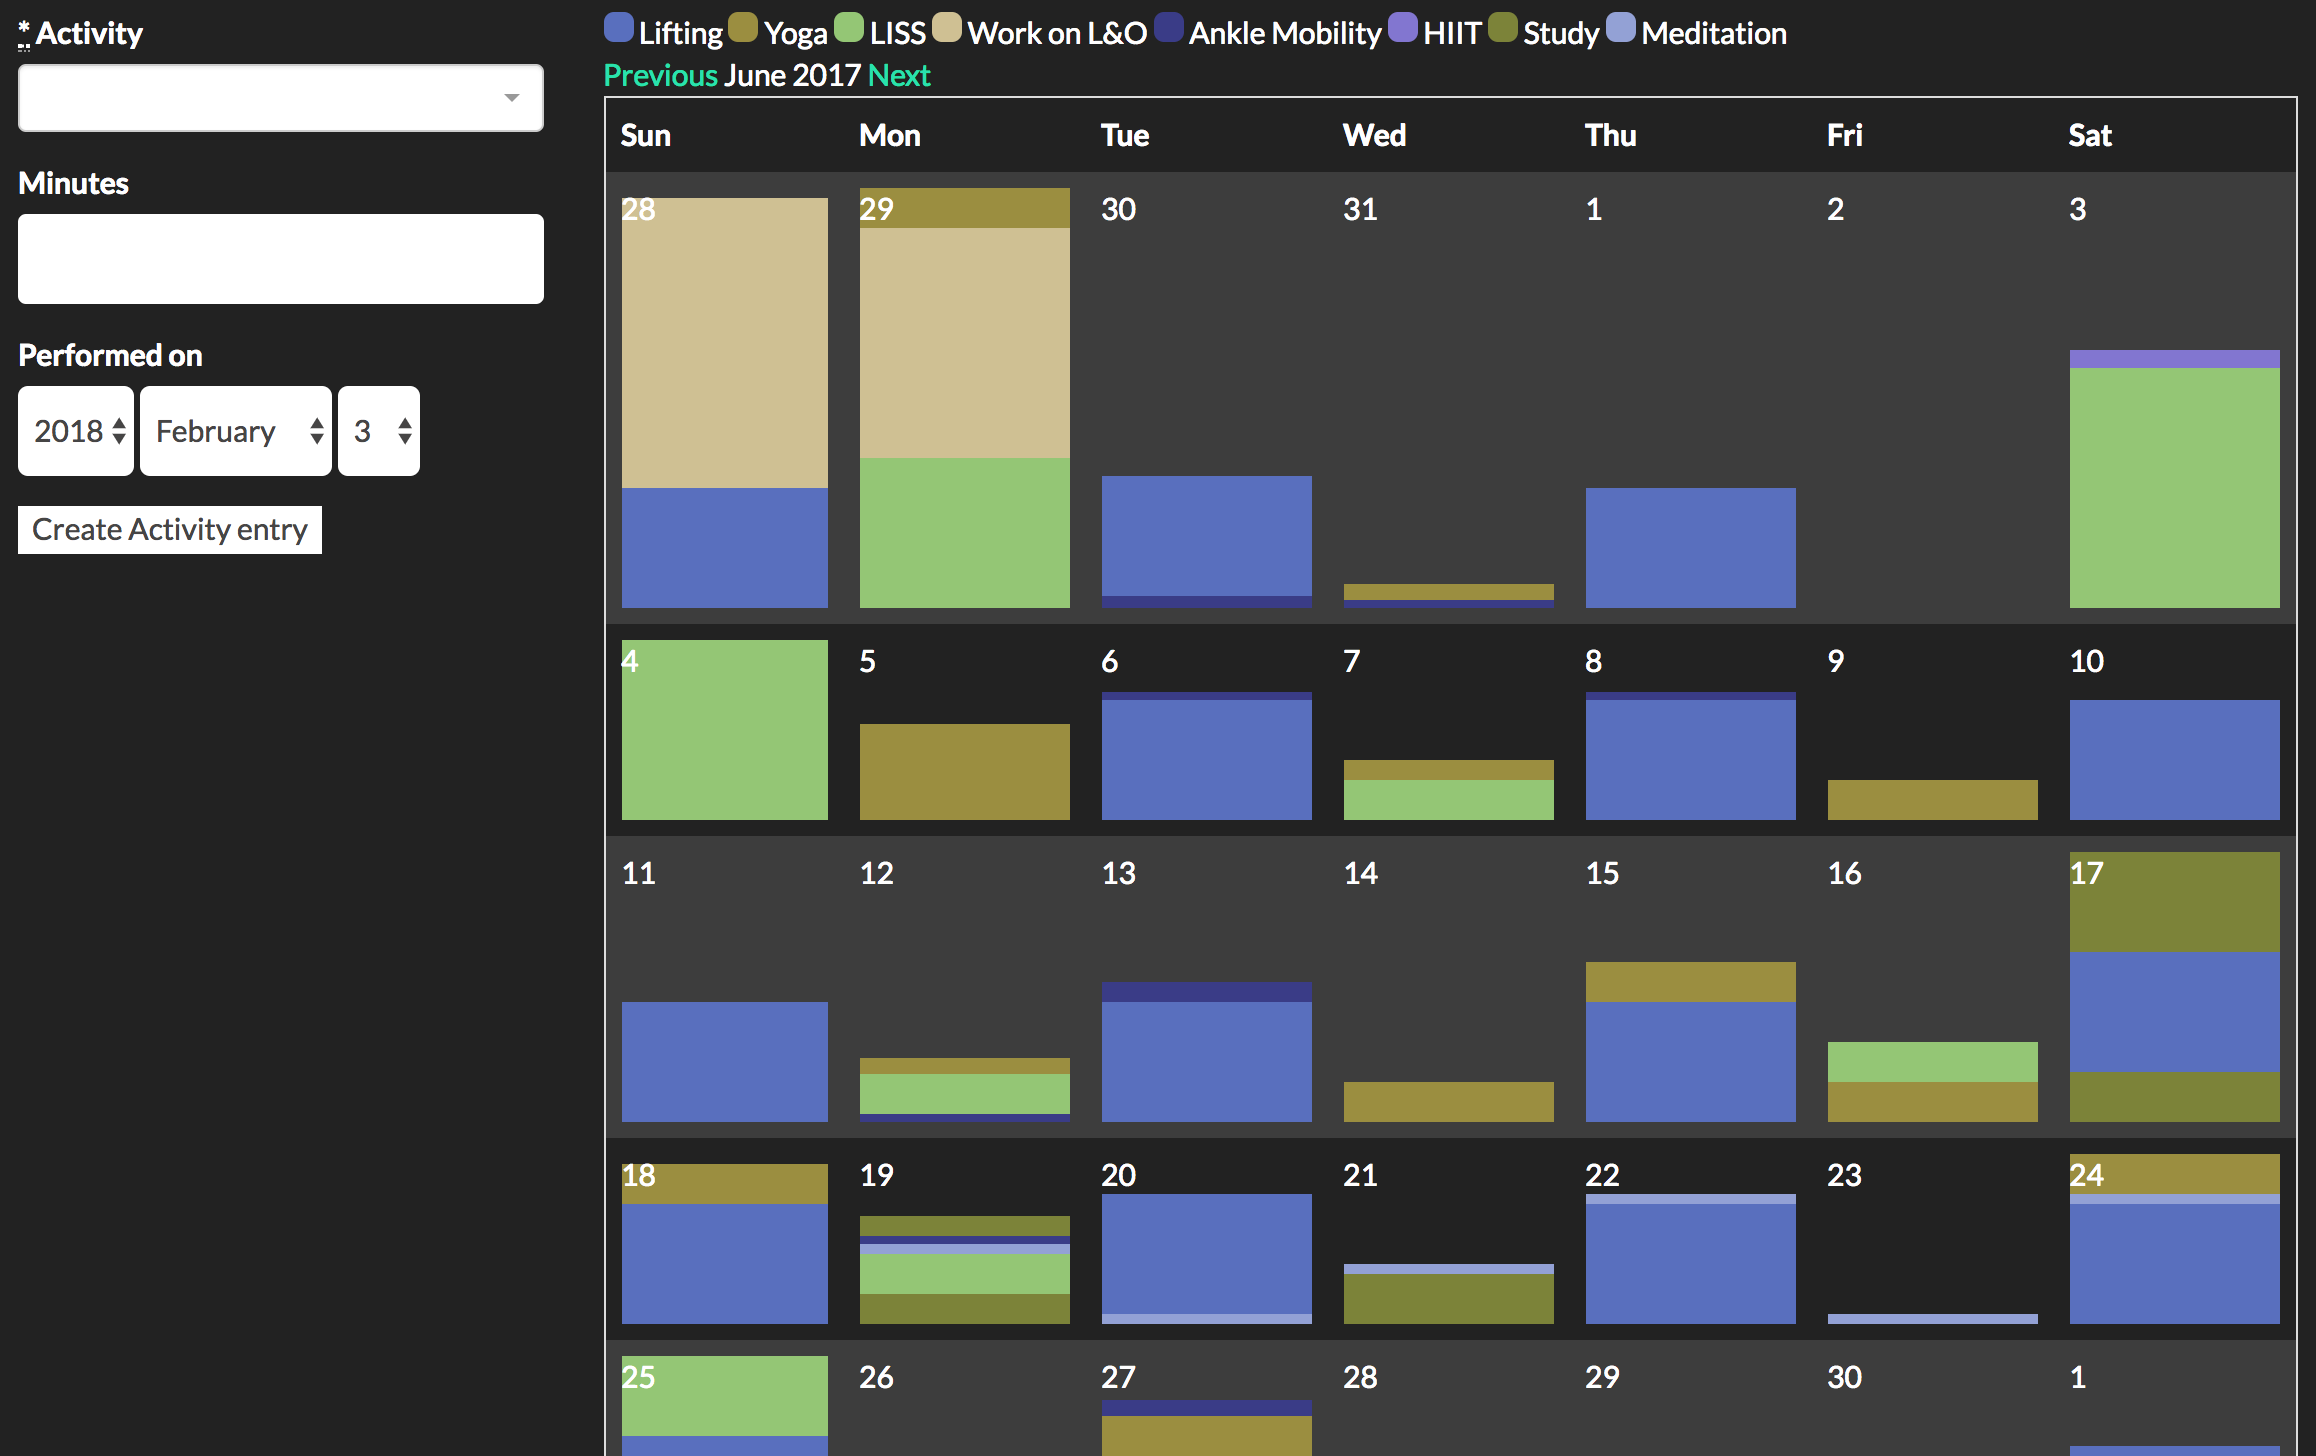 * Activity
Minutes
Performed on
2018 February 3
Create Activity entry
Lifting Yoga LISS Work on L&O Ankle Mobility HIIT Study Meditation
Previous June 2017 Next
Sun Mon Tue Wed Thu Fri Sat
28 29 30 31 1 2 3
4 5 6 7 8 9 10
11 12 13 14 15 16 17
18 19 20 21 22 23 24
25 26 27 28 29 30 1